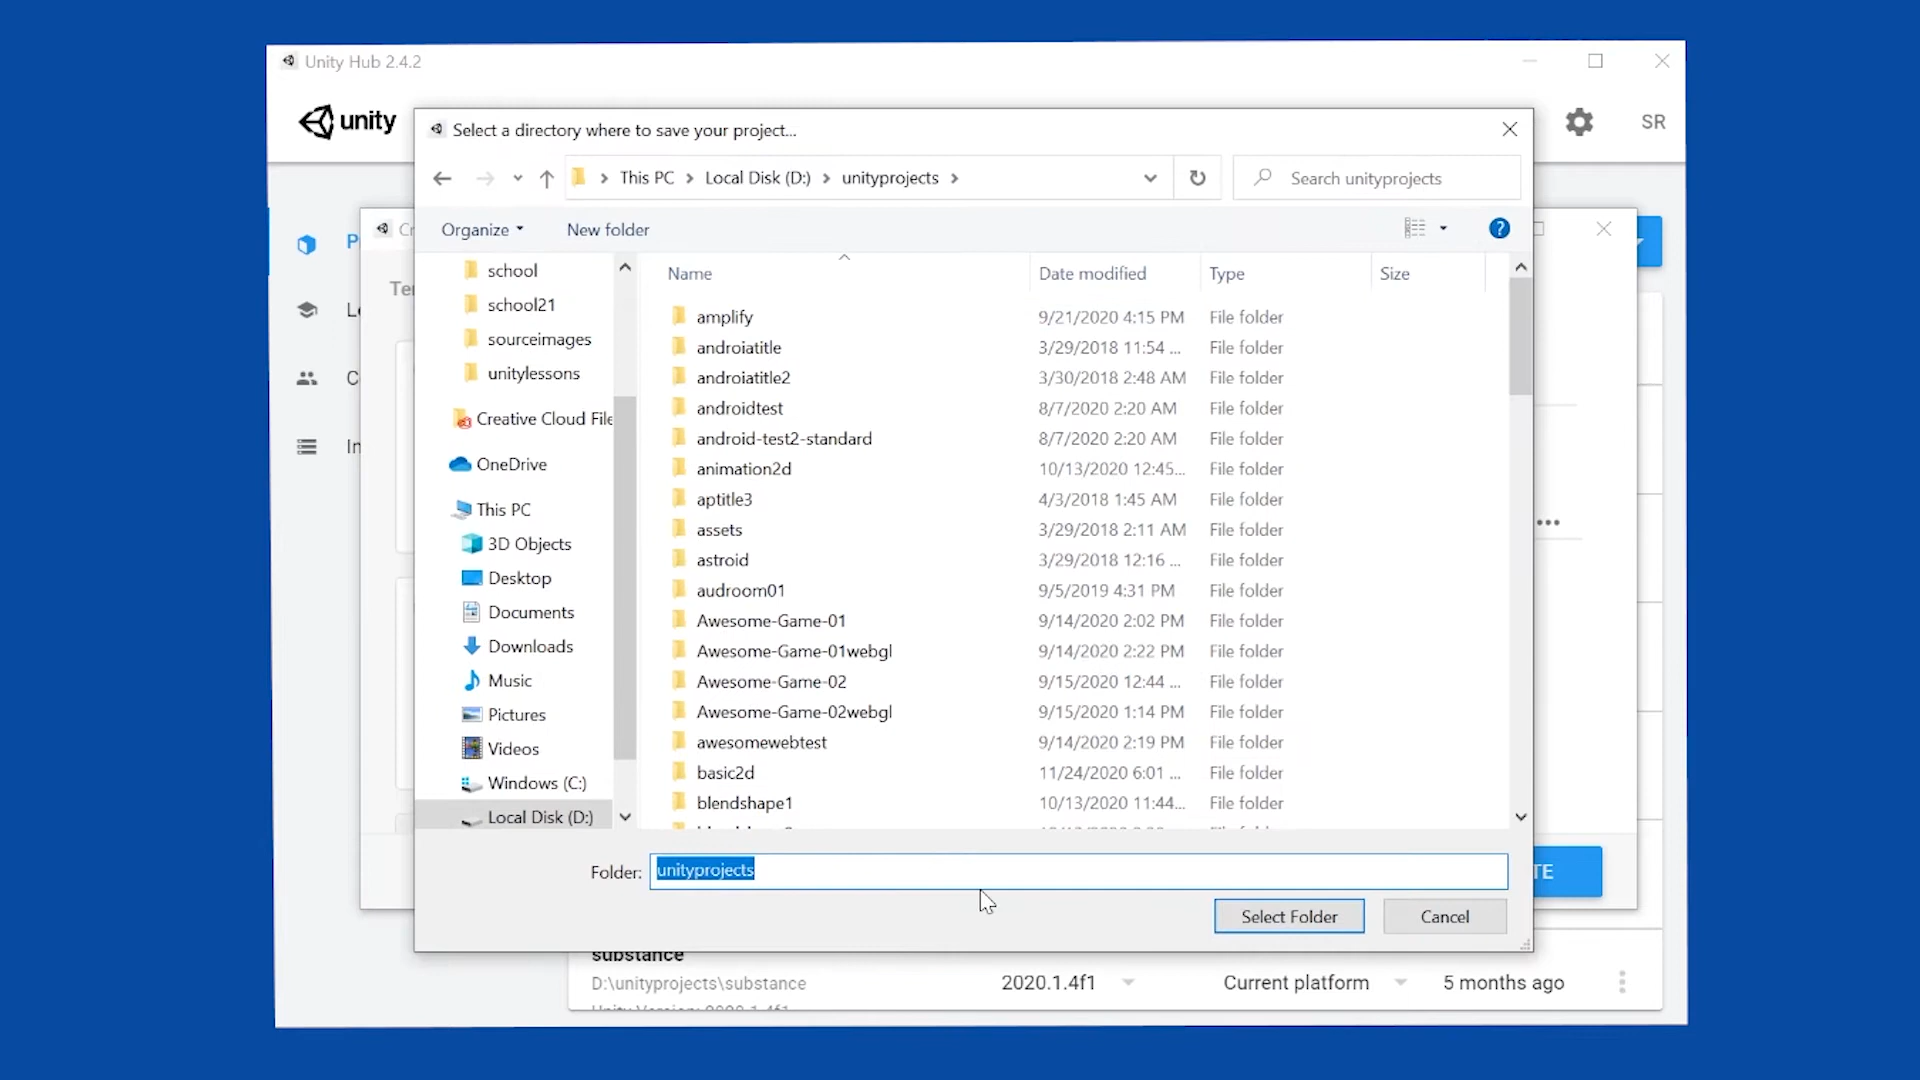 Unity Hub 2.4.2
unity
SR
Select a directory where to save your project...
This PC
Local Disk (D:)
unityprojects
Search unityprojects
Organize
New folder
Name
Date modified
Type
Size
school
school21
sourceimages
unitylessons
Creative Cloud File
OneDrive
This PC
3D Objects
Desktop
Documents
Downloads
Music
Pictures
Videos
Windows (C:)
Local Disk (D:)
amplify 9/21/2020 4:15 PM File folder
androiatitle 3/29/2018 11:54 ... File folder
androiatitle2 3/30/2018 2:48 AM File folder
androidtest 8/7/2020 2:20 AM File folder
android-test2-standard 8/7/2020 2:20 AM File folder
animation2d 10/13/2020 12:45... File folder
aptitle3 4/3/2018 1:45 AM File folder
assets 3/29/2018 2:11 AM File folder
astroid 3/29/2018 12:16 ... File folder
audroom01 9/5/2019 4:31 PM File folder
Awesome-Game-01 9/14/2020 2:02 PM File folder
Awesome-Game-01webgl 9/14/2020 2:22 PM File folder
Awesome-Game-02 9/15/2020 12:44 ... File folder
Awesome-Game-02webgl 9/15/2020 1:14 PM File folder
awesomewebtest 9/14/2020 2:19 PM File folder
basic2d 11/24/2020 6:01 ... File folder
blendshape1 10/13/2020 11:44... File folder
Folder: unityprojects
Select Folder
Cancel
TE
substance
D:\unityprojects\substance
2020.1.4f1
Current platform
5 months ago